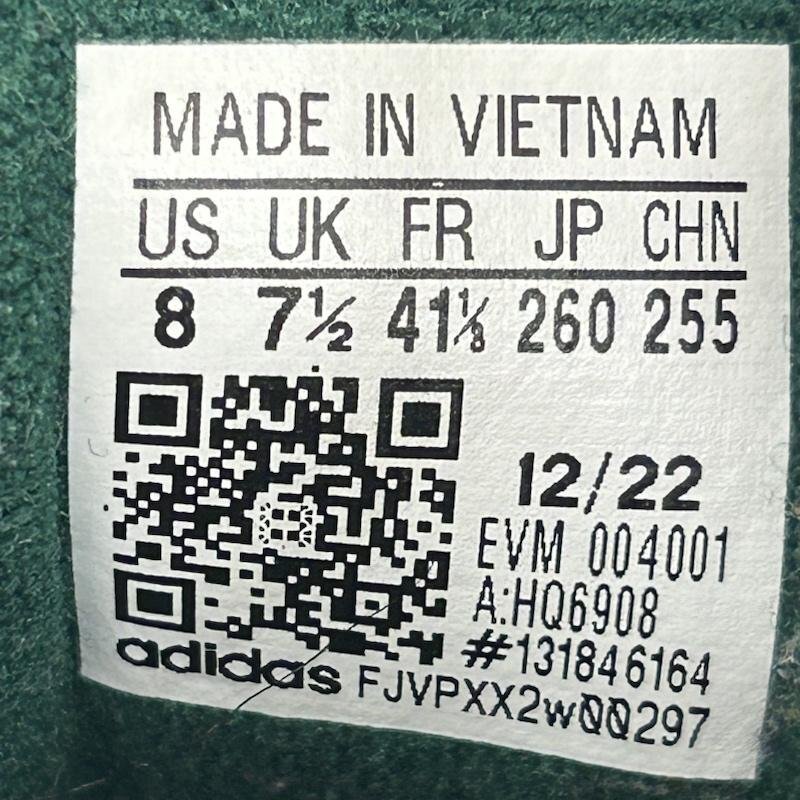 MADE IN VIETNAM
US UK FR JP CHN
8 7½ 41⅓ 260 255
12/22
EVM 004001
A:HQ6908
#131846164
adidas FJVPXX2w00297